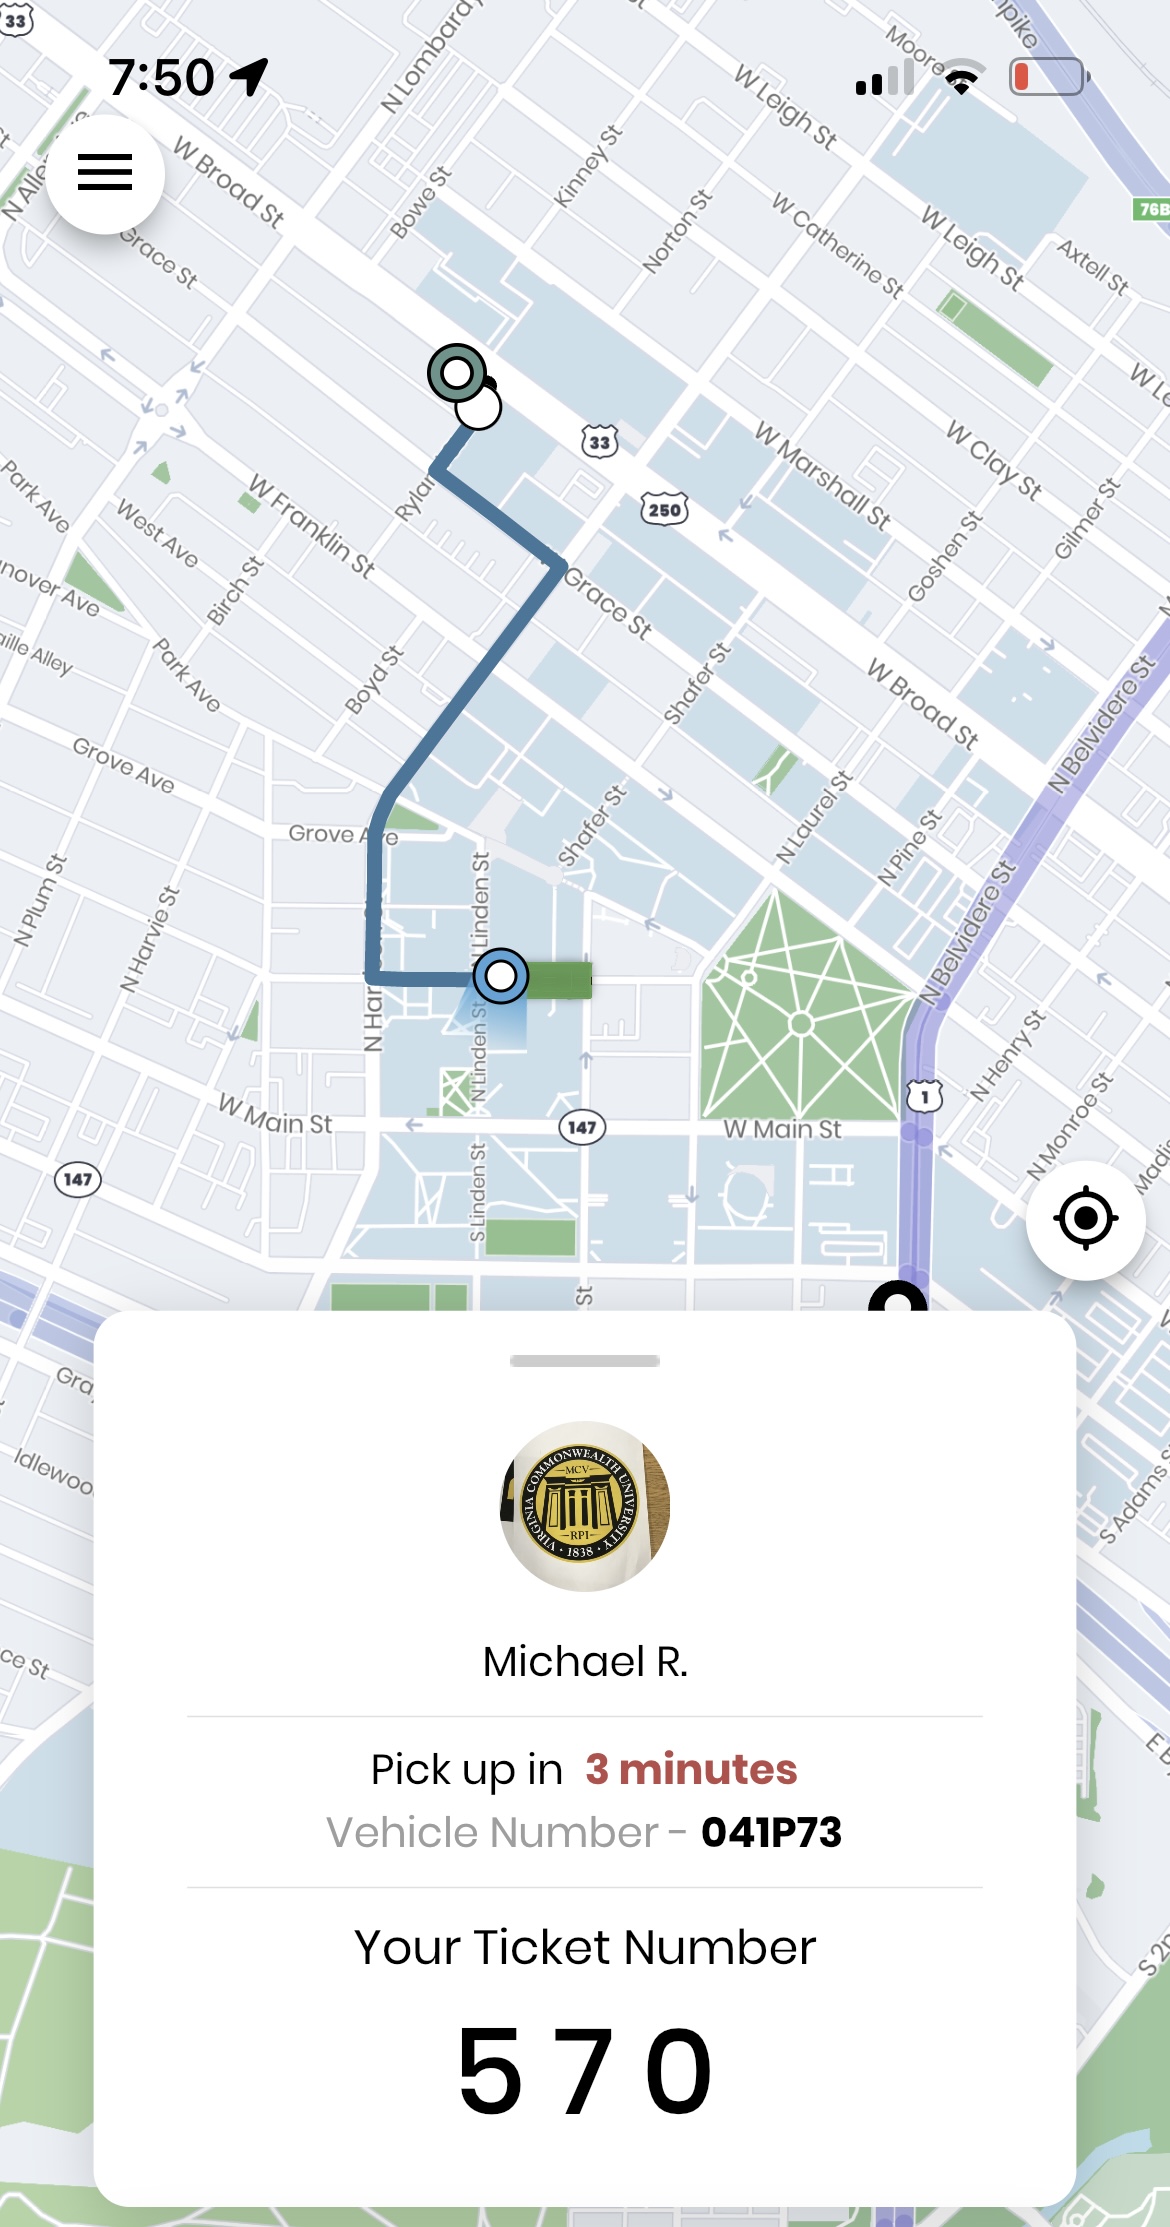 33
7:50
N Lombardy
Moore St
pike
W Leigh St
76B
W Broad St
Kinney St
Bowe St
Norton St
W Catherine St
W Leigh St
Axtell St
Grace St
33
W Marshall St
W Clay St
250
Gilmer St
Goshen St
Park Ave
W Franklin St
West Ave
Birch St
Grace St
Boyd St
Park Ave
Shafer St
W Broad St
N Belvidere St
Grove Ave
Grove Ave
Shafer St
N Laurel St
N Pine St
N Plum St
N Harvie St
N Linden St
N Belvidere St
N Linden St
N Henry St
W Main St
147
W Main St
1
N Monroe St
147
S Linden St
St
S Adams S
VIRGINIA COMMONWEALTH UNIVERSITY
MCV
RPI
1838
Michael R.
Pick up in 3 minutes
Vehicle Number - 041P73
Your Ticket Number
570